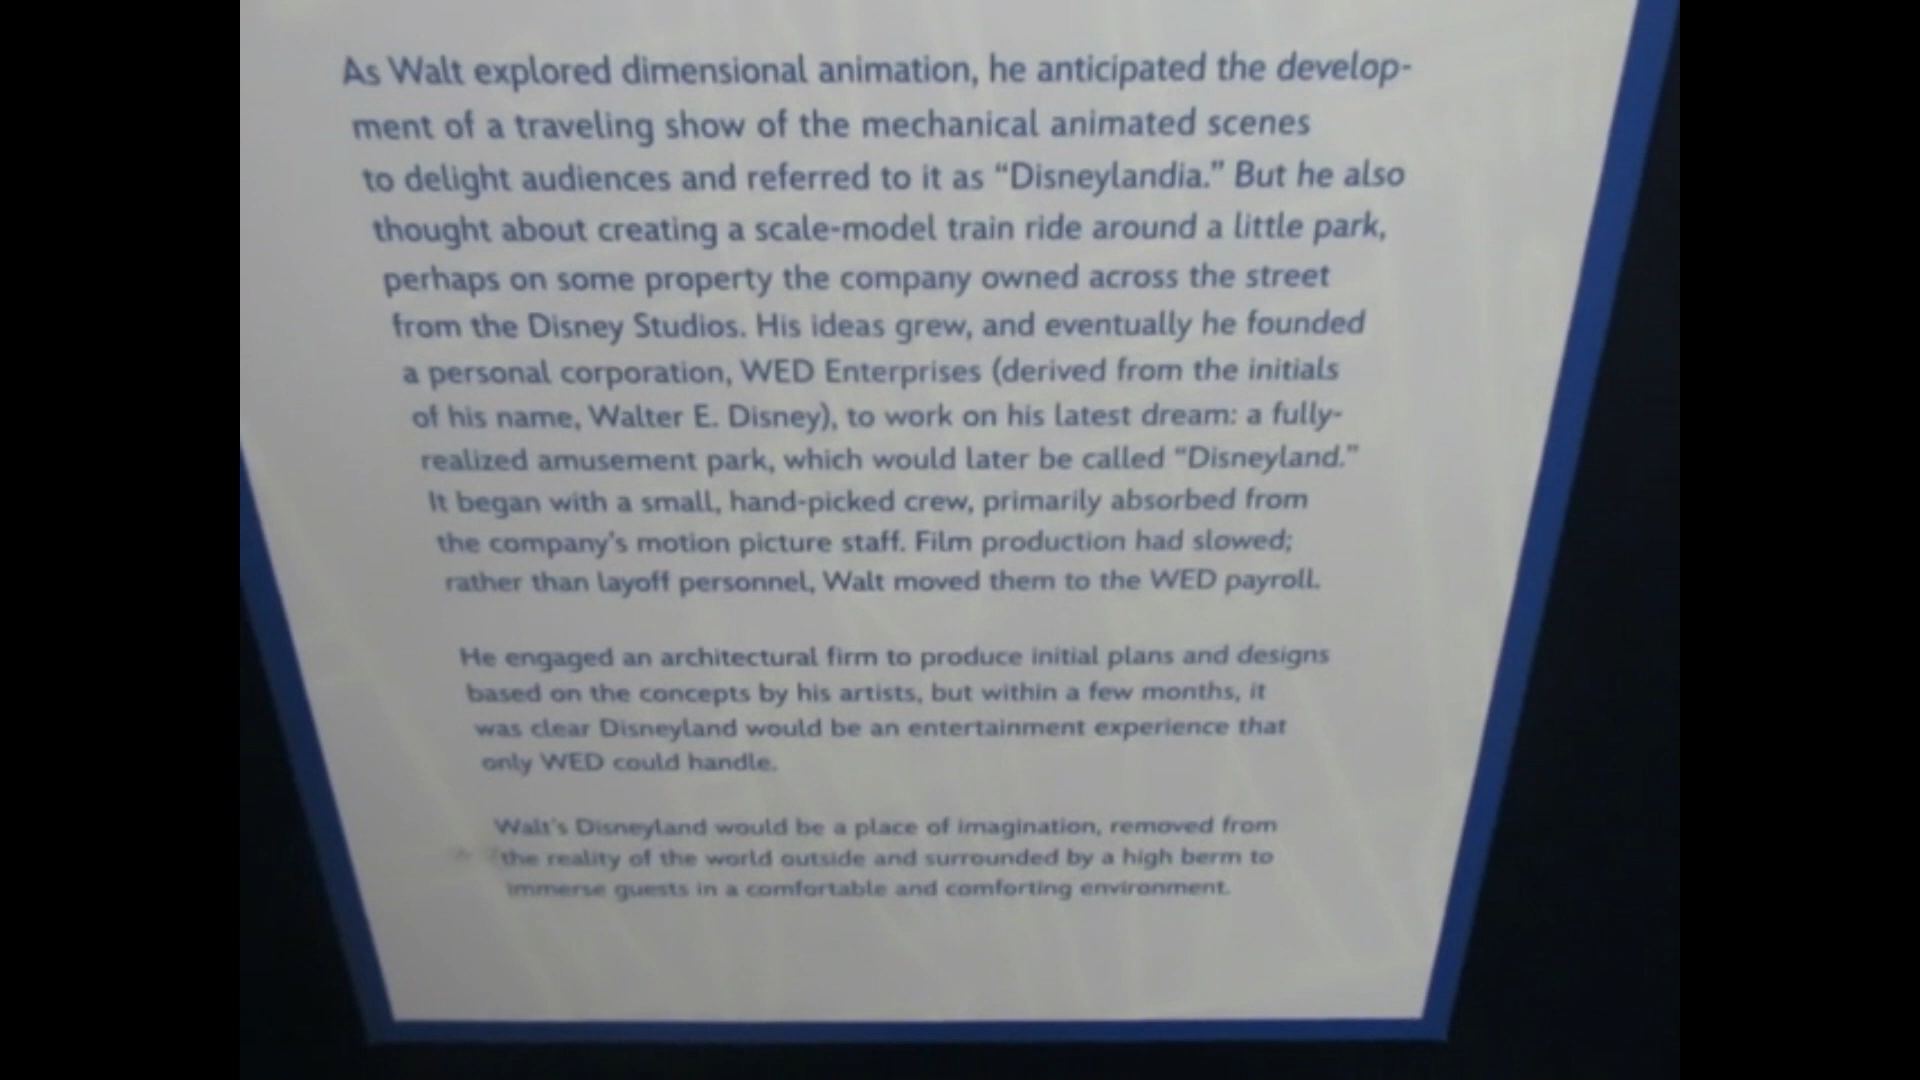 As Walt explored dimensional animation, he anticipated the develop-
ment of a traveling show of the mechanical animated scenes
to delight audiences and referred to it as “Disneylandia.” But he also
thought about creating a scale-model train ride around a little park,
perhaps on some property the company owned across the street
from the Disney Studios. His ideas grew, and eventually he founded
a personal corporation, WED Enterprises (derived from the initials
of his name, Walter E. Disney), to work on his latest dream: a fully-
realized amusement park, which would later be called “Disneyland.”
It began with a small, hand-picked crew, primarily absorbed from
the company’s motion picture staff. Film production had slowed;
rather than layoff personnel, Walt moved them to the WED payroll.
He engaged an architectural firm to produce initial plans and designs
based on the concepts by his artists, but within a few months, it
was clear Disneyland would be an entertainment experience that
only WED could handle.
Walt’s Disneyland would be a place of imagination, removed from
the reality of the world outside and surrounded by a high berm to
immerse guests in a comfortable and comforting environment.